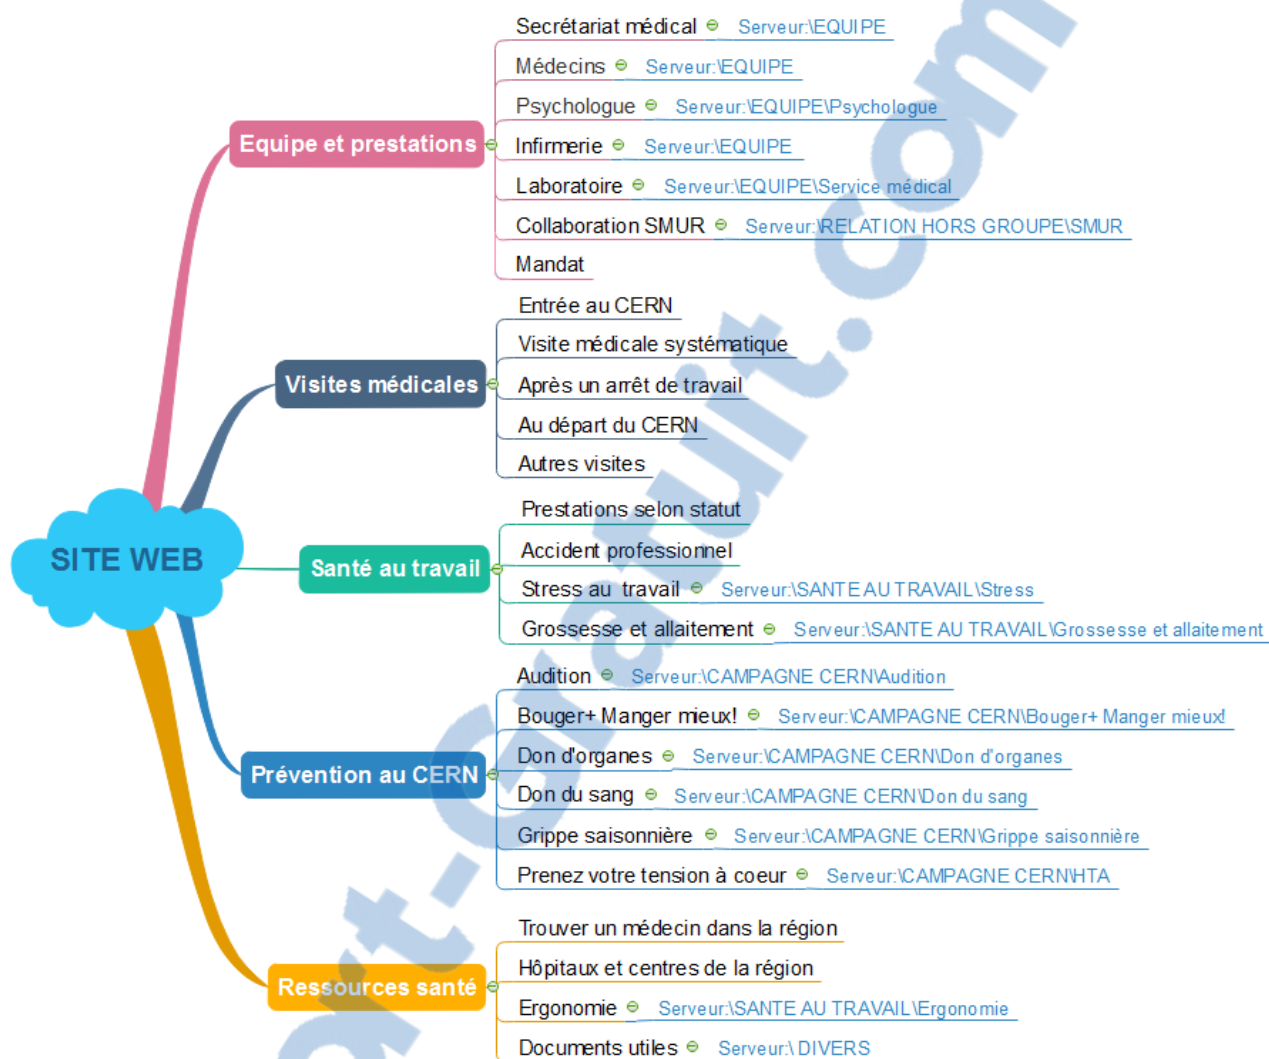 Secrétariat médical Serveur:\EQUIPE
Médecins Serveur:\EQUIPE
Psychologue Serveur:\EQUIPE\Psychologue
Equipe et prestations
Infirmerie Serveur:\EQUIPE
Laboratoire Serveur:\EQUIPE\Service médical
Collaboration SMUR Serveur:\RELATION HORS GROUPE\SMUR
Mandat
Entrée au CERN
Visite médicale systématique
Visites médicales
Après un arrêt de travail
Au départ du CERN
Autres visites
SITE WEB
Prestations selon statut
Accident professionnel
Santé au travail
Stress au travail Serveur:\SANTE AU TRAVAIL\Stress
Grossesse et allaitement Serveur:\SANTE AU TRAVAIL\Grossesse et allaitement
Audition Serveur:\CAMPAGNE CERN\Audition
Bouger+ Manger mieux! Serveur:\CAMPAGNE CERN\Bouger+ Manger mieux!
Don d'organes Serveur:\CAMPAGNE CERN\Don d'organes
Prévention au CERN
Don du sang Serveur:\CAMPAGNE CERN\Don du sang
Grippe saisonnière Serveur:\CAMPAGNE CERN\Grippe saisonnière
Prenez votre tension à coeur Serveur:\CAMPAGNE CERN\HTA
Trouver un médecin dans la région
Hôpitaux et centres de la région
Ressources santé
Ergonomie Serveur:\SANTE AU TRAVAIL\Ergonomie
Documents utiles Serveur:\ DIVERS
ort-Gratuit.com